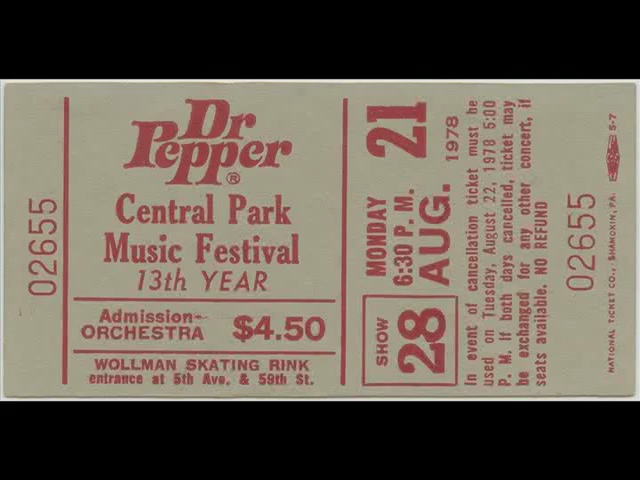 02655
Dr
Pepper®
Central Park
Music Festival
13th YEAR
Admission-
ORCHESTRA $4.50
WOLLMAN SKATING RINK
entrance at 5th Ave. & 59th St.
SHOW
28
MONDAY
6:30 P. M.
AUG. 21
1978
In event of cancellation ticket must be
used on Tuesday, August 22, 1978 5:00
P. M. If both days cancelled, ticket may
be exchanged for any other concert, if
seats available. NO REFUND
02655
NATIONAL TICKET CO., SHAMOKIN, PA. 5-7